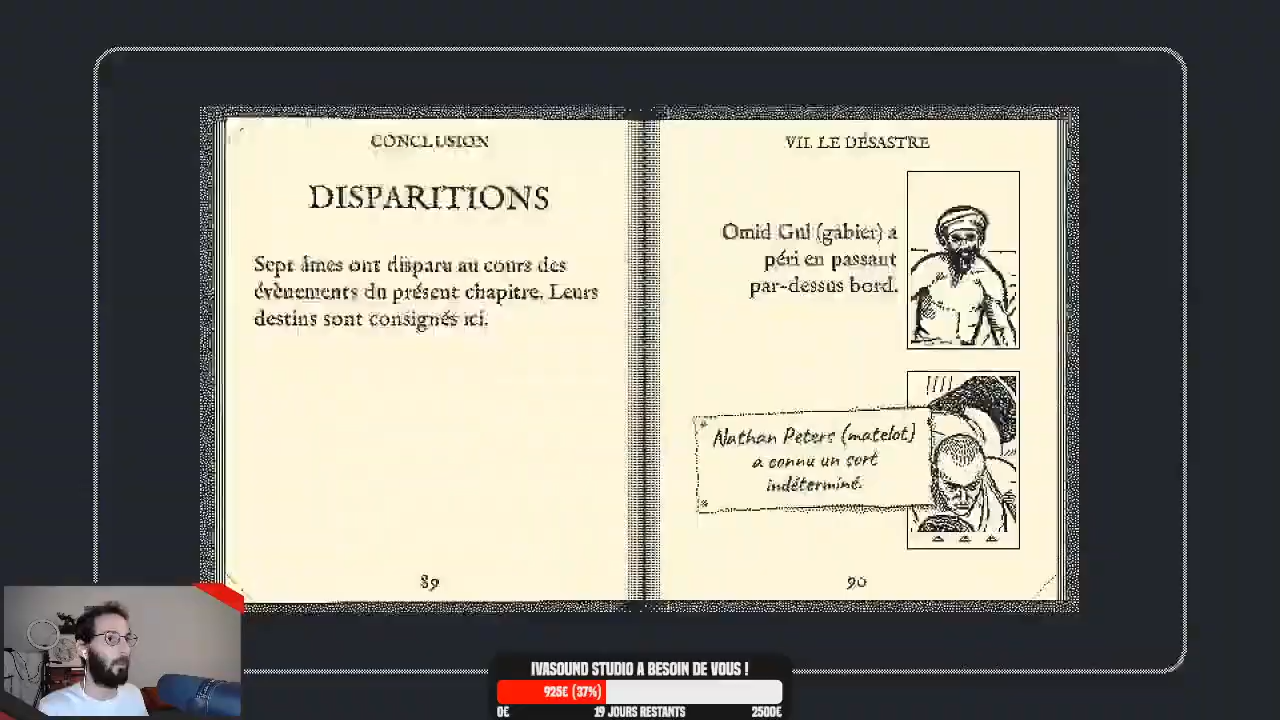 CONCLUSION
DISPARITIONS
Sept âmes ont disparu au cours des
évènements du présent chapitre. Leurs
destins sont consignés ici.
89
VII. LE DÉSASTRE
Omid Gul (gabier) a
péri en passant
par-dessus bord.
Nathan Peters (matelot)
a connu un sort
indéterminé.
90
IVASOUND STUDIO A BESOIN DE VOUS !
925€ (37%)
0€ 19 JOURS RESTANTS 2500€